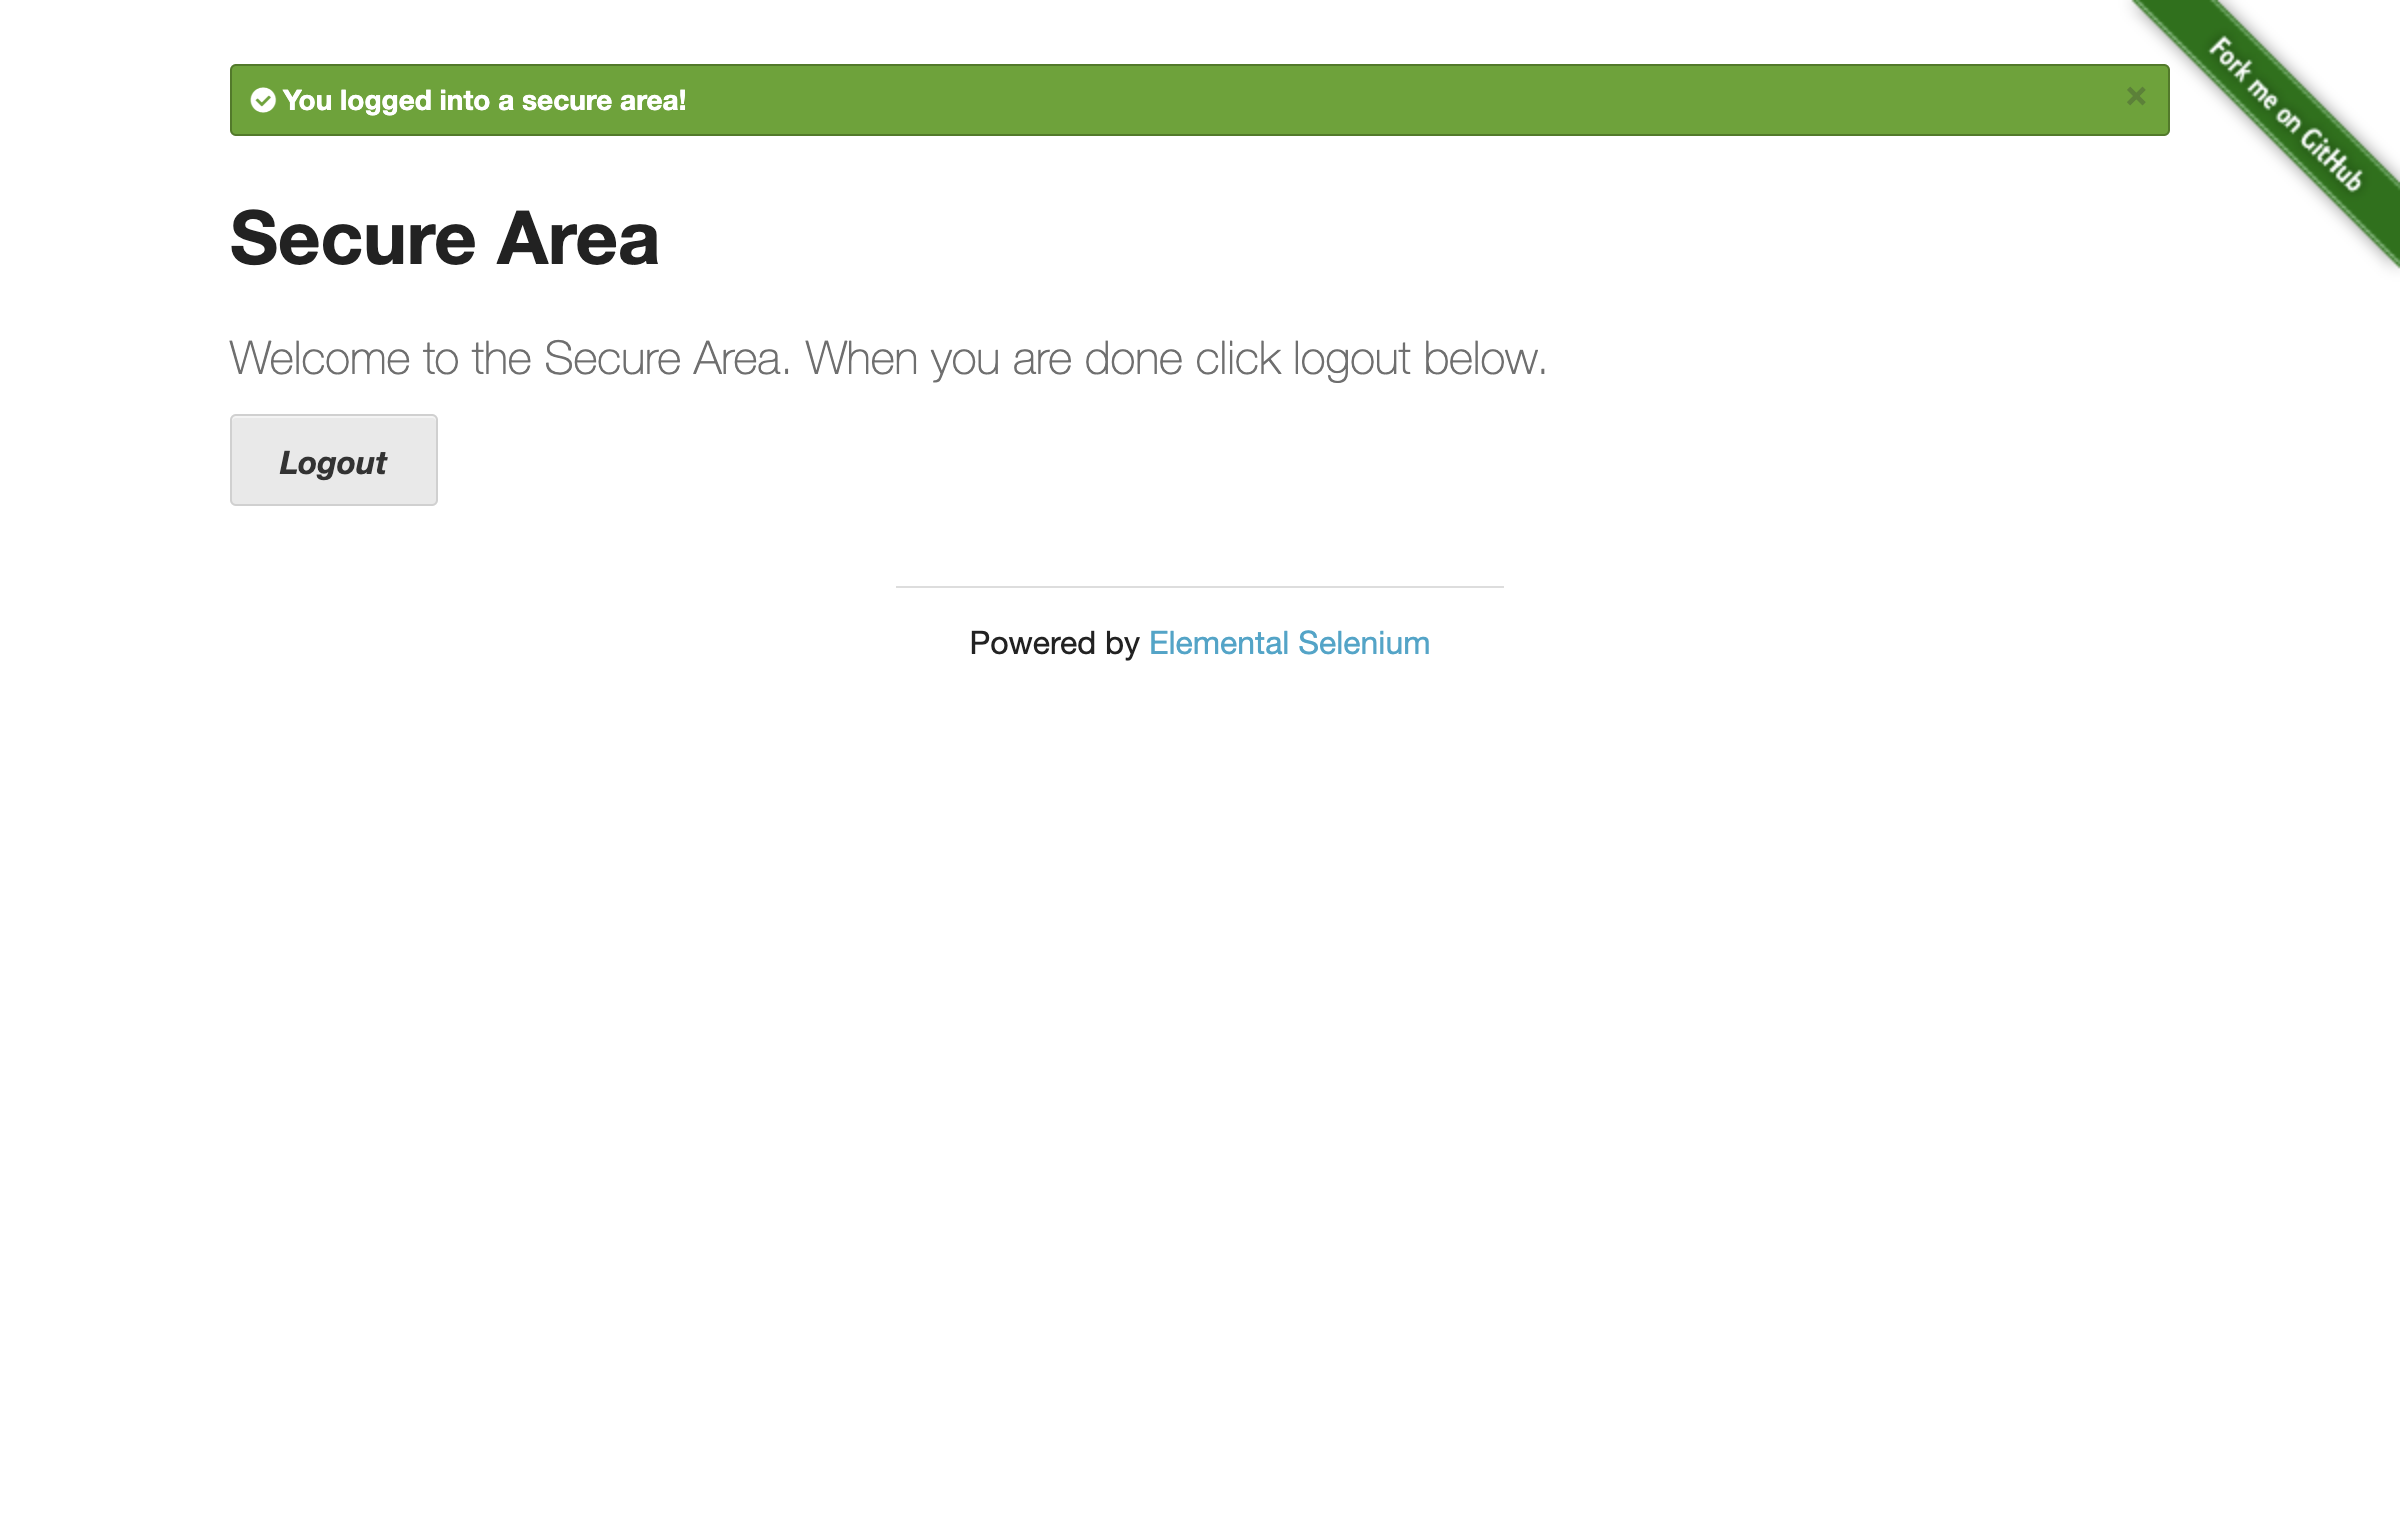 You logged into a secure area!
×
Fork me on GitHub
Secure Area
Welcome to the Secure Area. When you are done click logout below.
Logout
Powered by Elemental Selenium